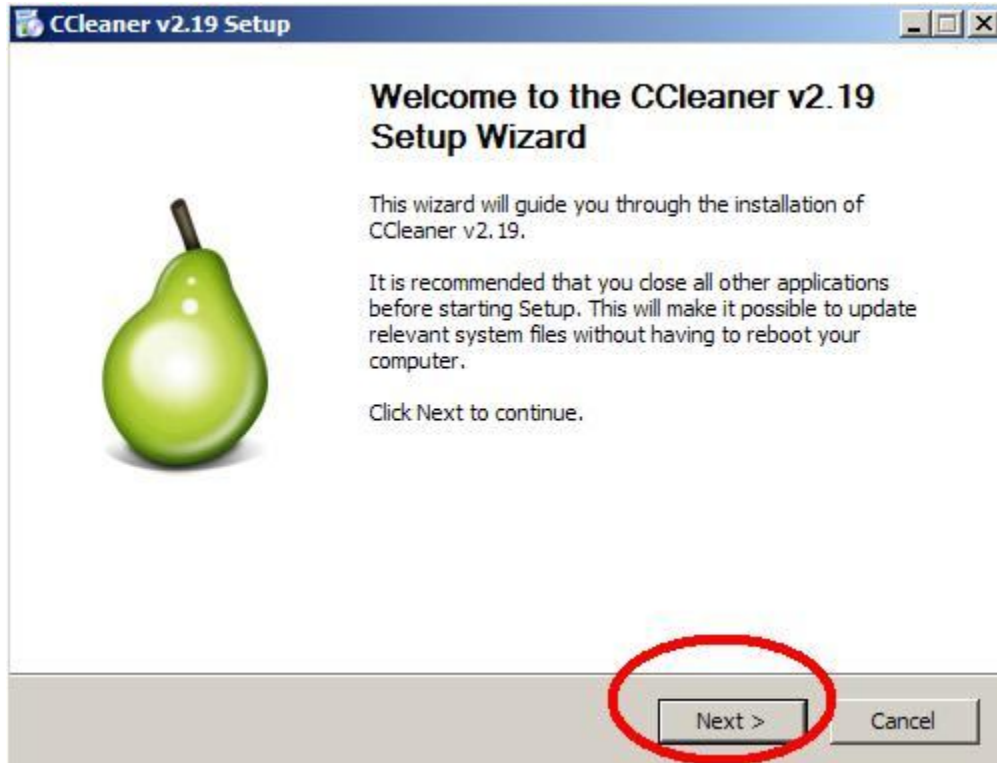 CCleaner v2.19 Setup
Welcome to the CCleaner v2.19
Setup Wizard
This wizard will guide you through the installation of
CCleaner v2.19.
It is recommended that you close all other applications
before starting Setup. This will make it possible to update
relevant system files without having to reboot your
computer.
Click Next to continue.
Next >
Cancel